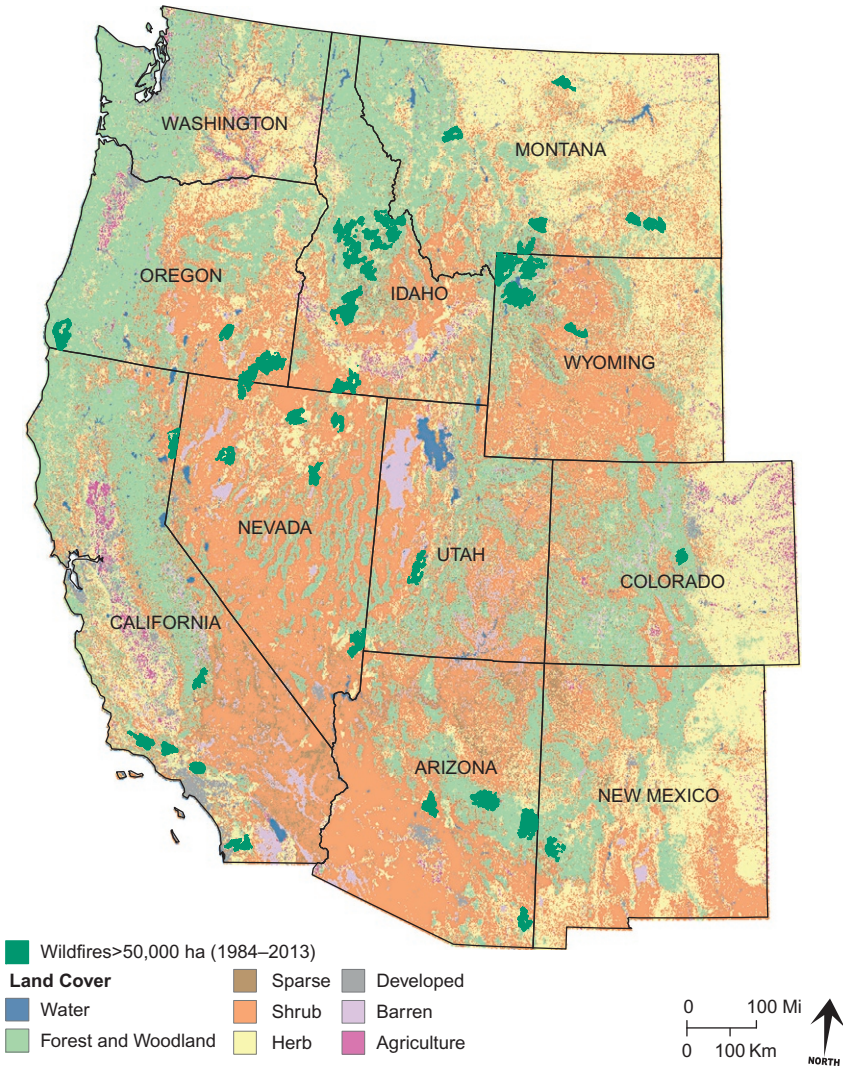 WASHINGTON
MONTANA
OREGON
IDAHO
WYOMING
NEVADA
UTAH
COLORADO
CALIFORNIA
ARIZONA
NEW MEXICO
Wildfires>50,000 ha (1984–2013)
Land Cover
Water
Forest and Woodland
Sparse
Shrub
Herb
Developed
Barren
Agriculture
0 100 Mi
0 100 Km
NORTH